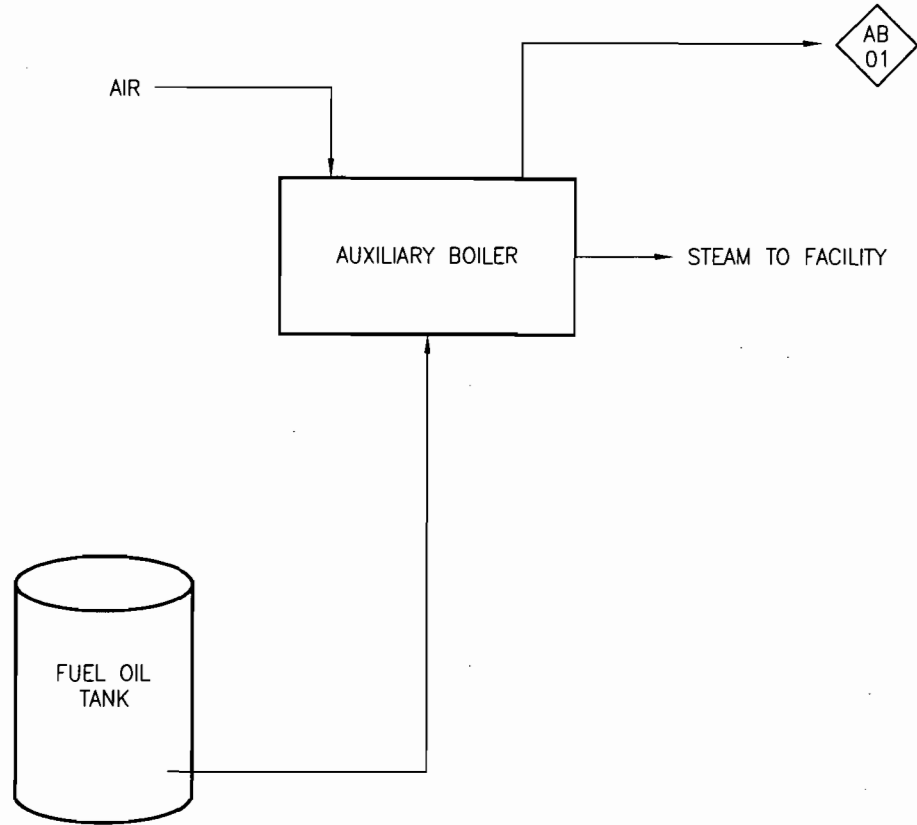 AB
01
AIR
AUXILIARY BOILER
STEAM TO FACILITY
FUEL OIL
TANK